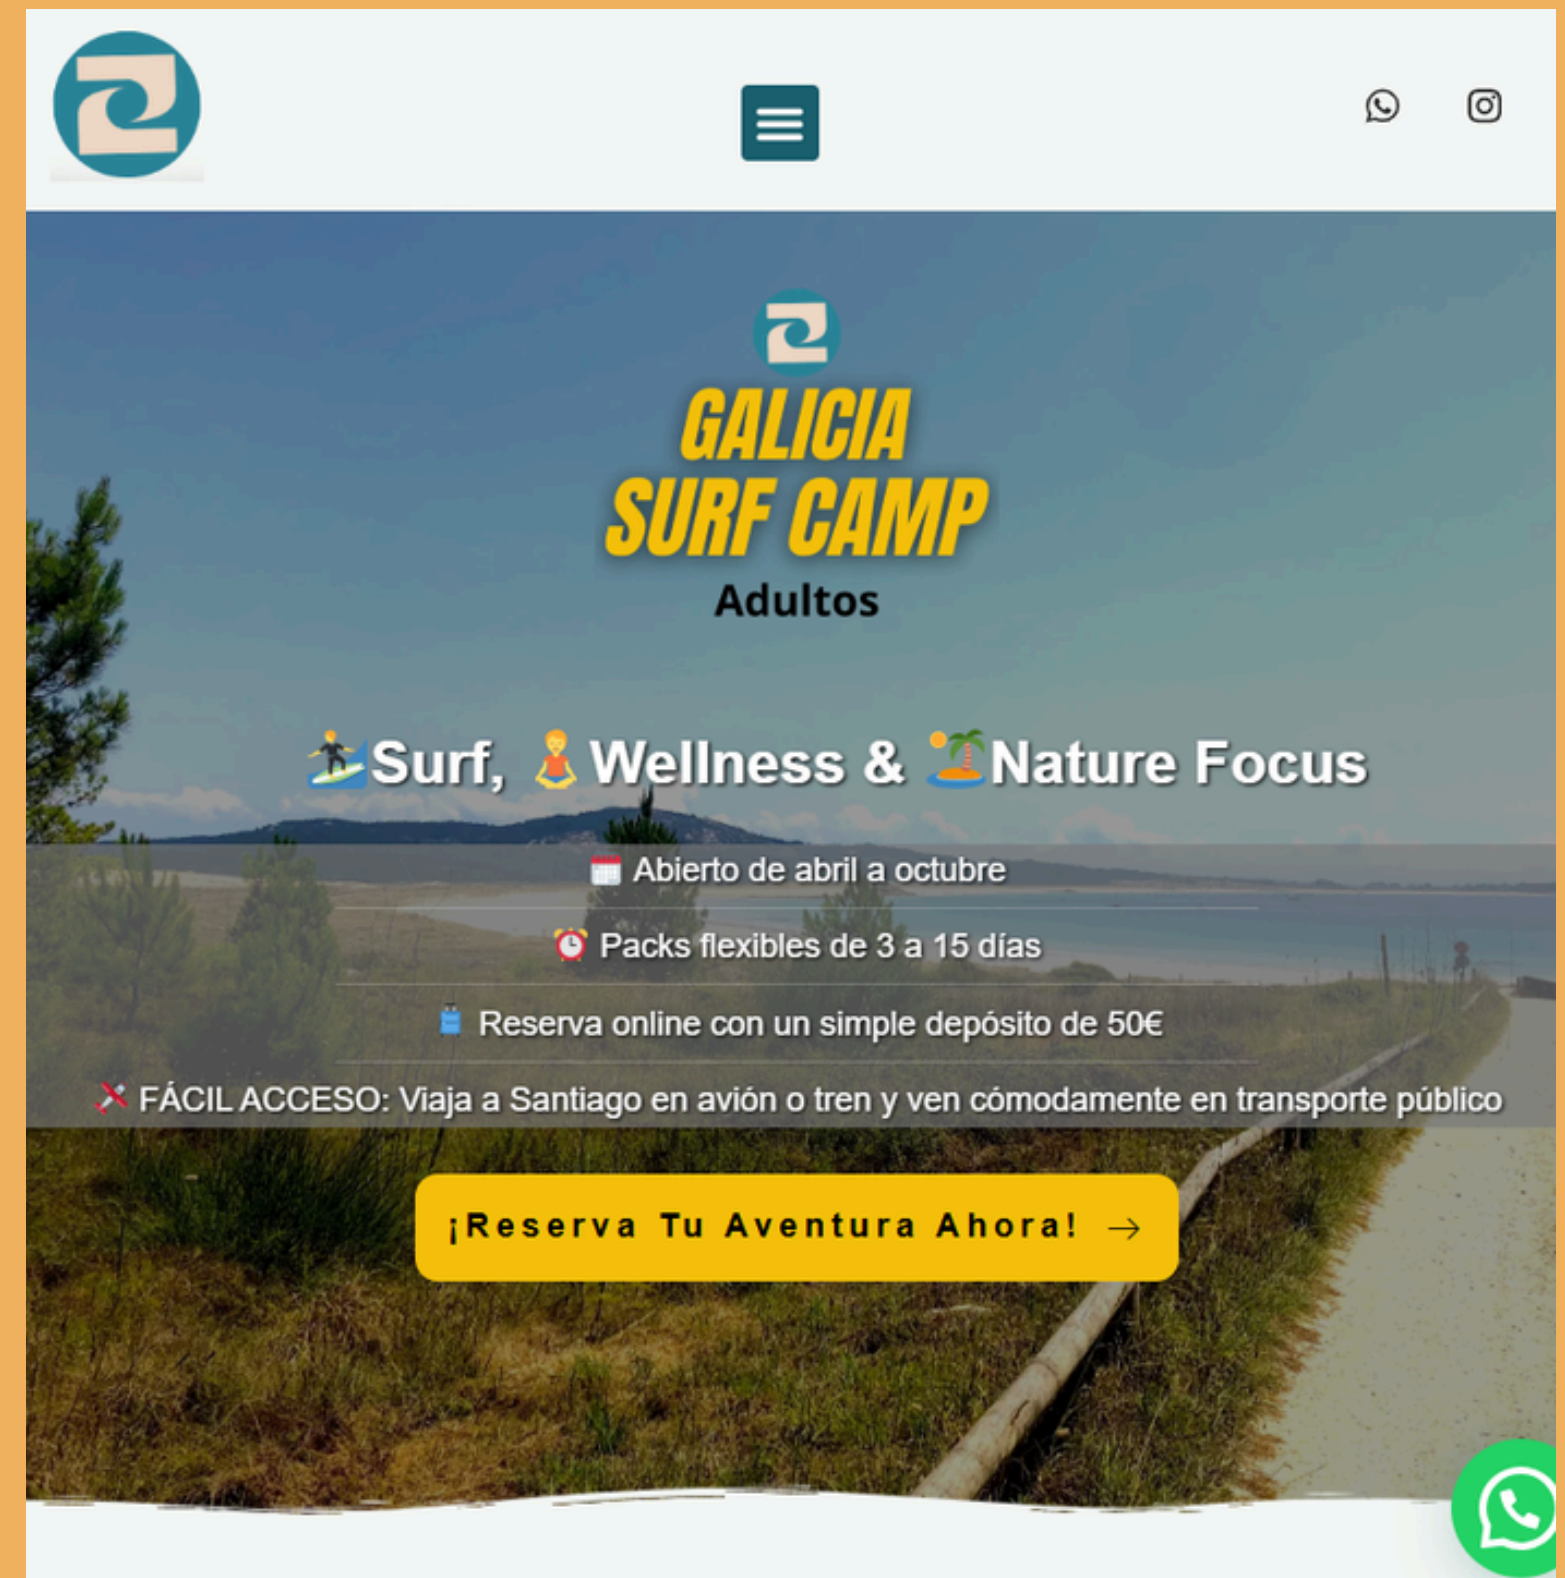 GALICIA
SURF CAMP
Adultos
Surf, Wellness & Nature Focus
Abierto de abril a octubre
Packs flexibles de 3 a 15 días
Reserva online con un simple depósito de 50€
FÁCIL ACCESO: Viaja a Santiago en avión o tren y ven cómodamente en transporte público
¡Reserva Tu Aventura Ahora! →